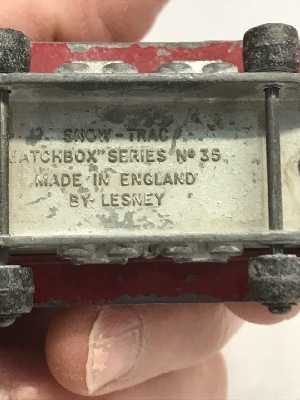 SNOW-TRAC
MATCHBOX" SERIES Nº 35
MADE IN ENGLAND
BY LESNEY